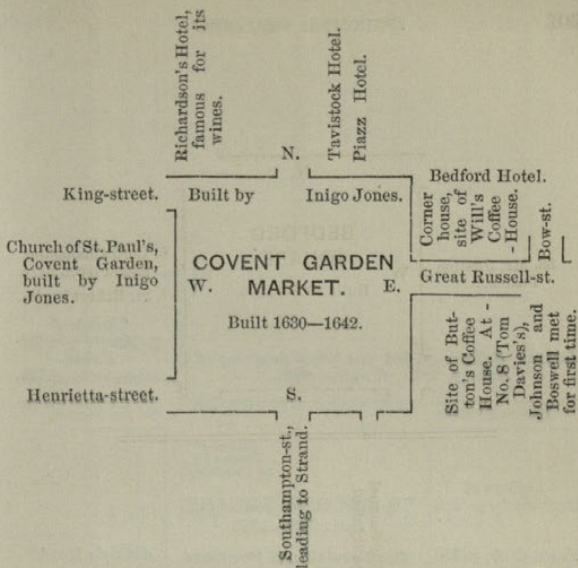 Richardson's Hotel,
famous for its
wines.
Tavistock Hotel.
Piazz Hotel.
N.
Bedford Hotel.
King-street.
Built by
Inigo Jones.
Corner
house,
site of
Will's
Coffee
- House.
Bow-st.
Church of St. Paul's,
Covent Garden,
built by Inigo
Jones.
COVENT GARDEN
W. MARKET. E.
Built 1630—1642.
Great Russell-st.
Site of But-
ton's Coffee
House. At -
No. 8 (Tom
Davies's),
Johnson and
Boswell met
for first time.
Henrietta-street.
S.
Southampton-st.,
leading to Strand.